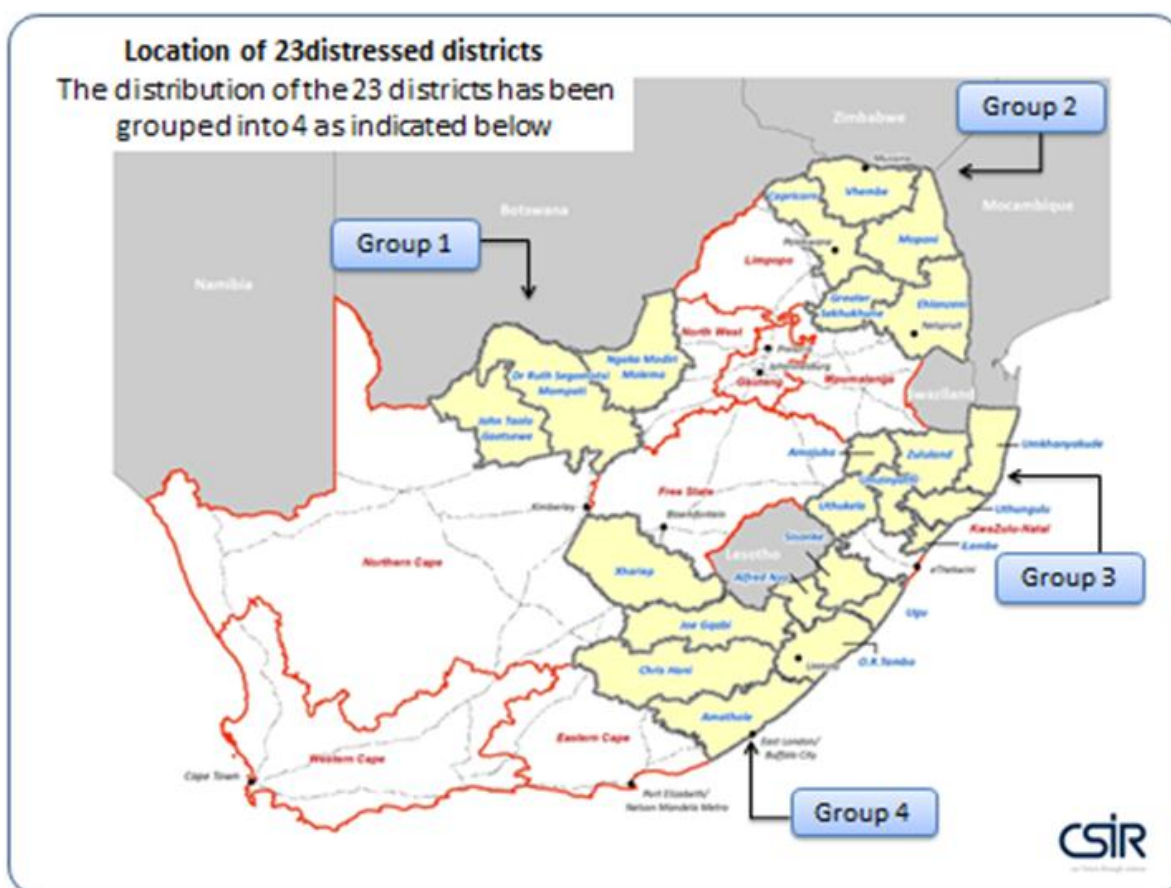 Location of 23distressed districts
The distribution of the 23 districts has been
grouped into 4 as indicated below
Group 2
Zimbabwe
Musina
Vhembe
Capricorn
Mocambique
Botswana
Group 1
Mopani
Polokwane
Limpopo
Namibia
Greater
Sekhukhune
Ehlanzeni
Nelspruit
North West
Ngaka Modiri
Molema
Pretoria
Johannesburg
Dr Ruth Segomotsi
Mompati
Gauteng
Mpumalanga
Swaziland
John Taolo
Gaetsewe
Amajuba
Zululand
Umkhanyakude
Umzinyathi
Free State
Uthukela
Uthungulu
Kimberley
Bloemfontein
KwaZulu-Natal
Sisonke
iLembe
Lesotho
Northern Cape
Xhariep
Alfred Nzo
eThekwini
Group 3
Ugu
Joe Gqabi
O.R.Tambo
Chris Hani
Amathole
Eastern Cape
East London/
Buffalo City
Western Cape
Cape Town
Port Elizabeth/
Nelson Mandela Metro
Group 4
CSIR